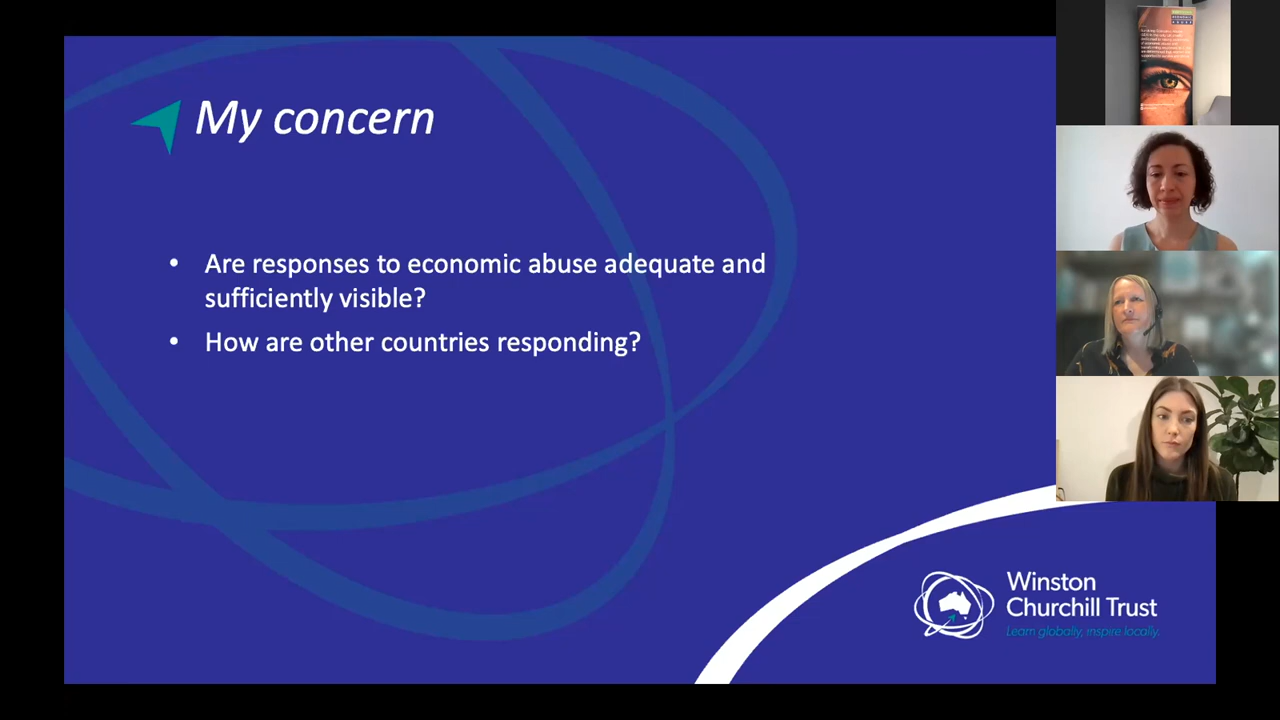 My concern
• Are responses to economic abuse adequate and
sufficiently visible?
• How are other countries responding?
Winston
Churchill Trust
Learn globally, inspire locally.